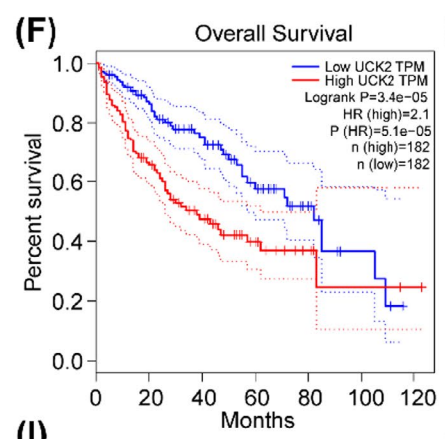 (F)
Overall Survival
Low UCK2 TPM
High UCK2 TPM
Logrank P=3.4e−05
HR (high)=2.1
P (HR)=5.1e−05
n (high)=182
n (low)=182
Percent survival
1.0
0.8
0.6
0.4
0.2
0.0
0 20 40 60 80 100 120
Months